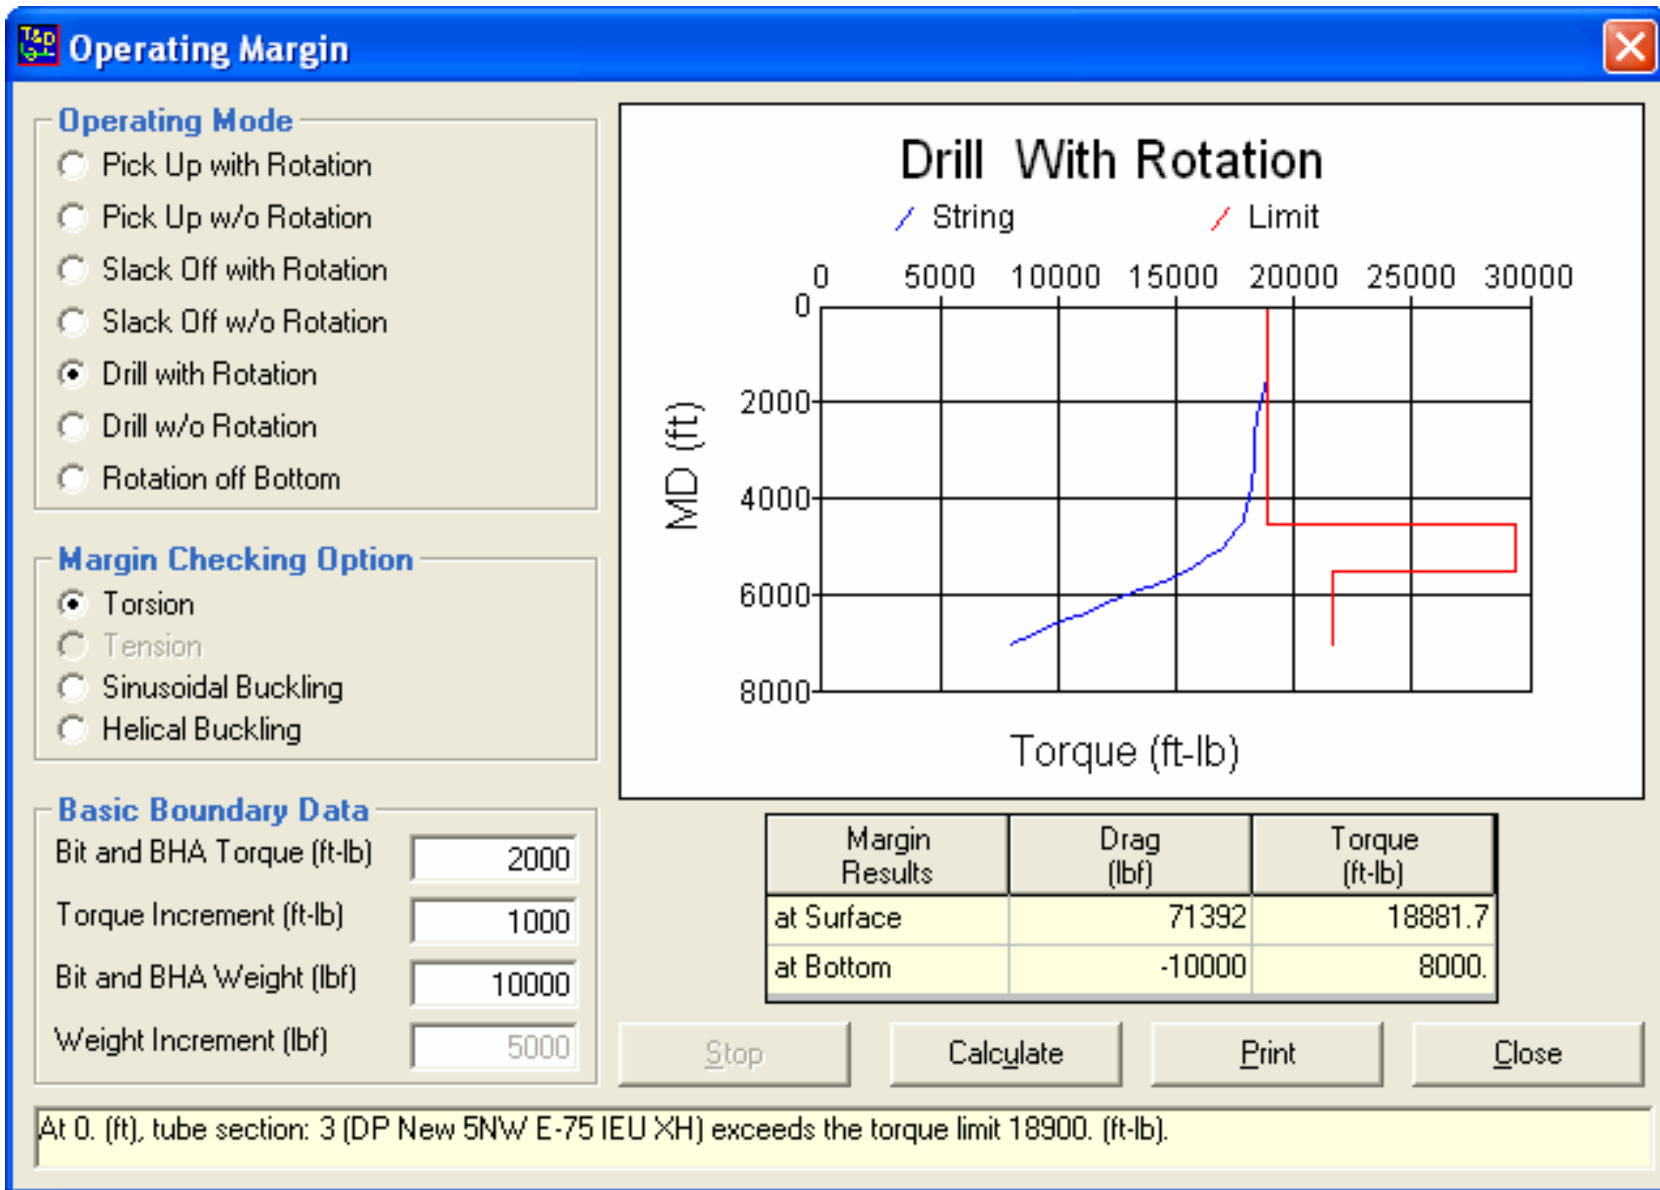 T&D
Operating Margin
Operating Mode
Pick Up with Rotation
Pick Up w/o Rotation
Slack Off with Rotation
Slack Off w/o Rotation
Drill with Rotation
Drill w/o Rotation
Rotation off Bottom
Margin Checking Option
Torsion
Tension
Sinusoidal Buckling
Helical Buckling
Basic Boundary Data
Bit and BHA Torque (ft-lb) 2000
Torque Increment (ft-lb) 1000
Bit and BHA Weight (lbf) 10000
Weight Increment (lbf) 5000
Drill With Rotation
String Limit
0 5000 10000 15000 20000 25000 30000
0
2000
4000
6000
8000
MD (ft)
Torque (ft-lb)
Margin Results Drag (lbf) Torque (ft-lb)
at Surface 71392 18881.7
at Bottom -10000 8000.
Stop Calculate Print Close
At 0. (ft), tube section: 3 (DP New 5NW E-75 IEU XH) exceeds the torque limit 18900. (ft-lb).